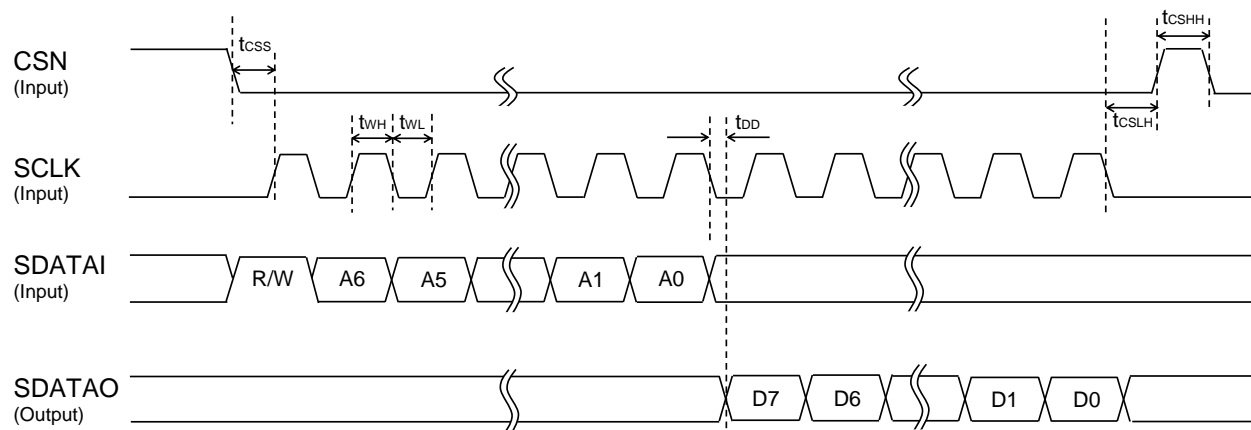 tCSS
tCSHH
CSN
(Input)
tCSLH
tWH
tWL
tDD
SCLK
(Input)
SDATAI
(Input)
R/W
A6
A5
A1
A0
SDATAO
(Output)
D7
D6
D1
D0